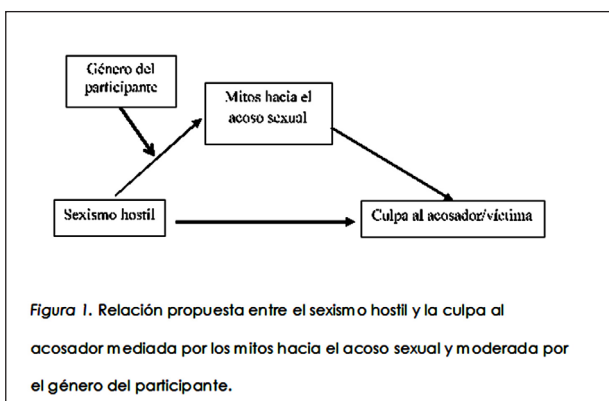 Género del
participante
Mitos hacia el
acoso sexual
Sexismo hostil
Culpa al acosador/víctima
Figura 1. Relación propuesta entre el sexismo hostil y la culpa al
acosador mediada por los mitos hacia el acoso sexual y moderada por
el género del participante.